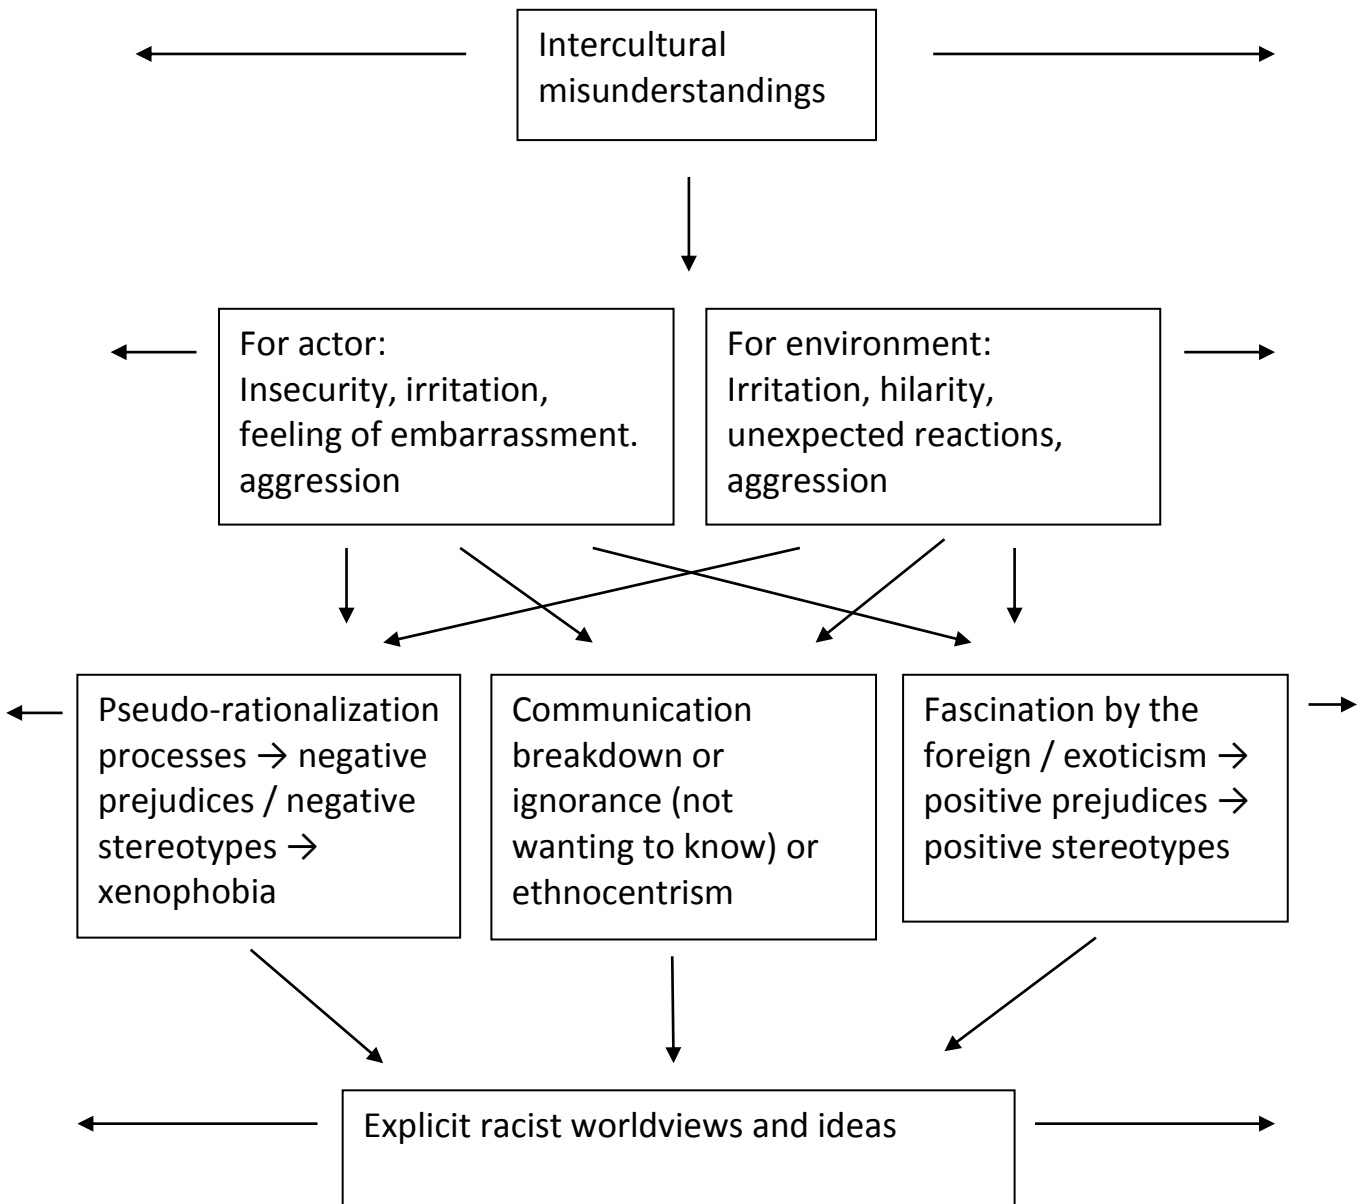 Intercultural
misunderstandings
For actor:
Insecurity, irritation,
feeling of embarrassment.
aggression
For environment:
Irritation, hilarity,
unexpected reactions,
aggression
Pseudo-rationalization
processes → negative
prejudices / negative
stereotypes →
xenophobia
Communication
breakdown or
ignorance (not
wanting to know) or
ethnocentrism
Fascination by the
foreign / exoticism →
positive prejudices →
positive stereotypes
Explicit racist worldviews and ideas